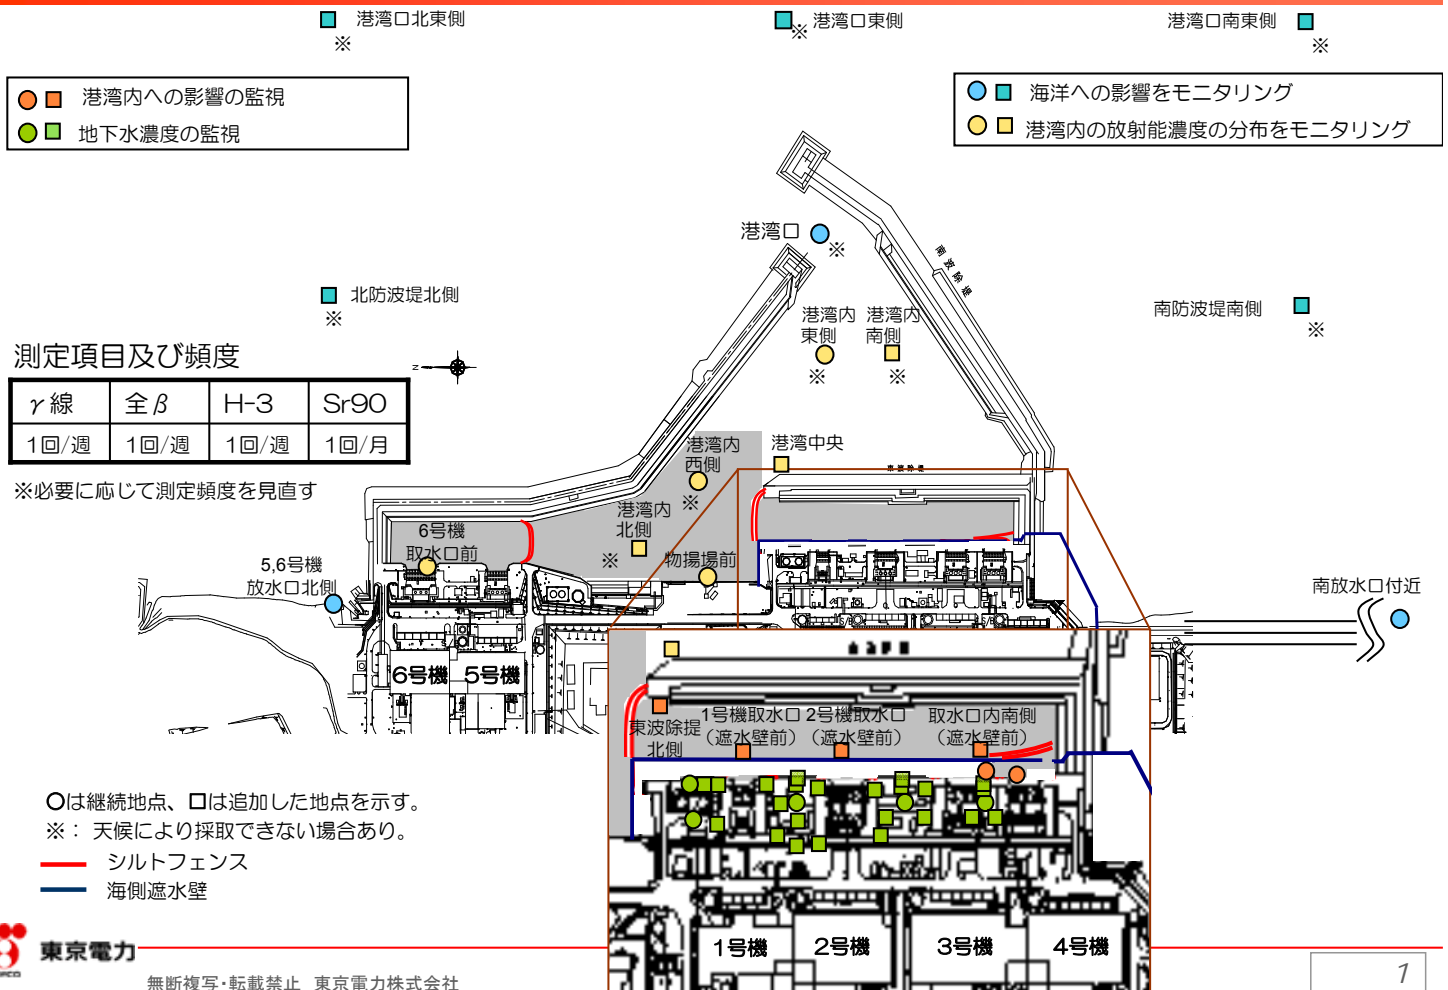 港湾口北東側
※
港湾口東側
※
港湾口南東側
※
港湾内への影響の監視
地下水濃度の監視
海洋への影響をモニタリング
港湾内の放射能濃度の分布をモニタリング
港湾口
※
南波除堤
北防波堤北側
※
港湾内
東側
※
港湾内
南側
※
南防波堤南側
※
測定項目及び頻度
N
γ線 全β H-3 Sr90
1回/週 1回/週 1回/週 1回/月
※必要に応じて測定頻度を見直す
港湾内
西側
※
港湾中央
東波除堤
港湾内
北側
※
6号機
取水口前
物揚場前
5,6号機
放水口北側
南放水口付近
6号機
5号機
東波除堤
北側
1号機取水口
(遮水壁前)
2号機取水口
(遮水壁前)
取水口内南側
(遮水壁前)
○は継続地点、□は追加した地点を示す。
※：天候により採取できない場合あり。
シルトフェンス
海側遮水壁
1号機
2号機
3号機
4号機
東京電力
無断複写・転載禁止 東京電力株式会社
1